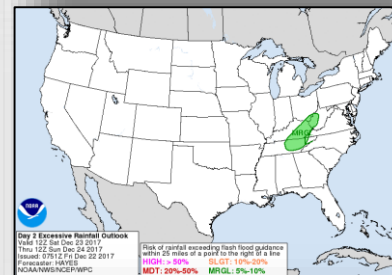 MRGL
noaa
Day 2 Excessive Rainfall Outlook
Valid 12Z Sat Dec 23 2017
Thru 12Z Sun Dec 24 2017
Issued: 0751Z Fri Dec 22 2017
Forecaster: HAYES
NOAA/NWS/NCEP/WPC
Risk of rainfall exceeding flash flood guidance
within 25 miles of a point to the right of a line
HIGH: > 50% SLGT: 10%-20%
MDT: 20%-50% MRGL: 5%-10%